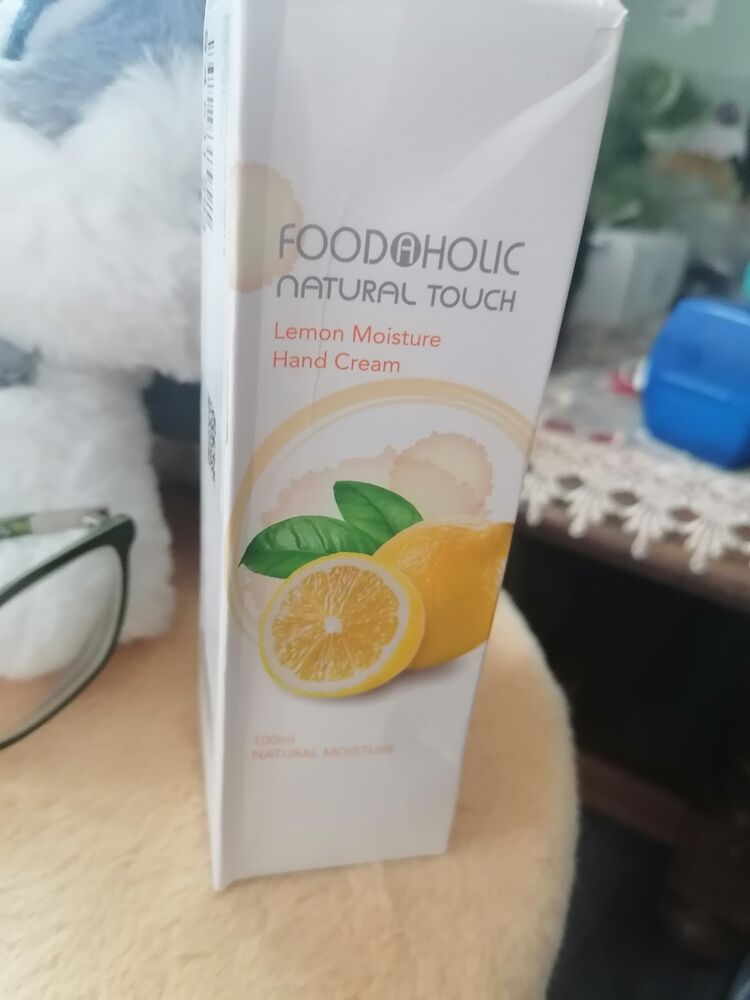 FOODAHOLIC
NATURAL TOUCH
Lemon Moisture
Hand Cream
100ml
NATURAL MOISTURE